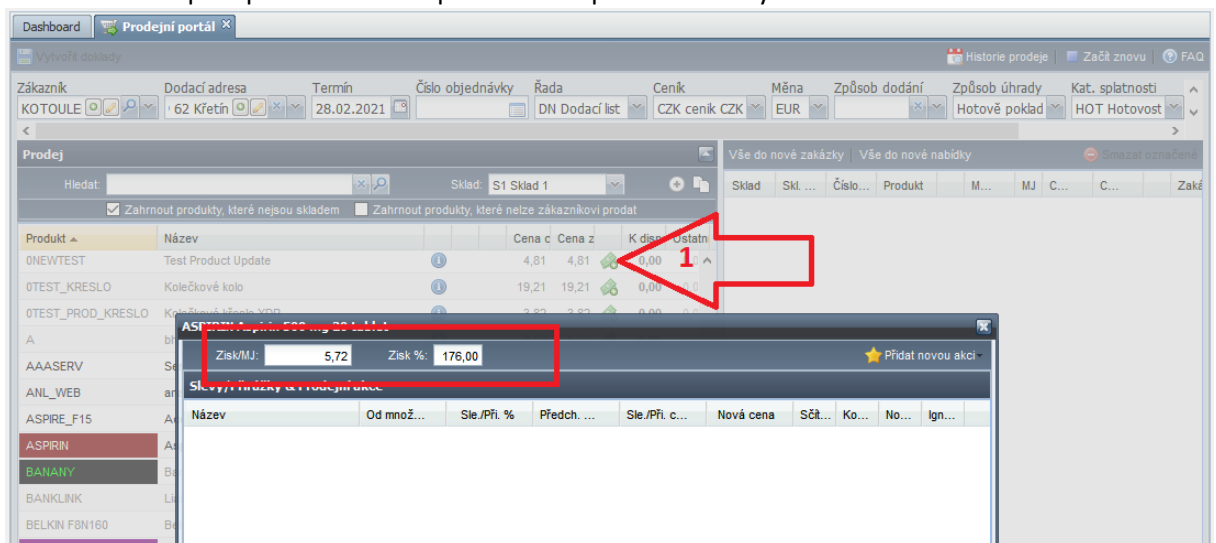 Dashboard Prodejní portál
Vytvořit doklady Historie prodeje Začít znovu FAQ
Zákazník Dodací adresa Termín Číslo objednávky Řada Ceník Měna Způsob dodání Způsob úhrady Kat. splatnosti
KOTOULE 62 Křetín 28.02.2021 DN Dodací list CZK ceník CZK EUR Hotově poklad HOT Hotovost
Prodej Vše do nové zakázky Vše do nové nabídky Smazat označené
Hledat: Sklad: S1 Sklad 1 Sklad Skl. ... Číslo... Produkt M... MJ C... C... Zaká
Zahrnout produkty, které nejsou skladem Zahrnout produkty, které nelze zákazníkovi prodat
Produkt Název Cena c Cena z K disp Ostatn
0NEWTEST Test Product Update 4,81 4,81 0,00 1
0TEST_KRESLO Kolečkové kolo 19,21 19,21 0,00
0TEST_PROD_KRESLO
A
AAASERV
ANL_WEB
ASPIRE_F15
ASPIRIN
BANANY
BANKLINK
BELKIN F8N160
Zisk/MJ: 5,72 Zisk %: 176,00 Přidat novou akci
Slevy/Přirážky & Prodejní akce
Název Od množ... Sle./Při. % Předch. ... Sle./Při. c... Nová cena Sčít... Ko... No... Ign...